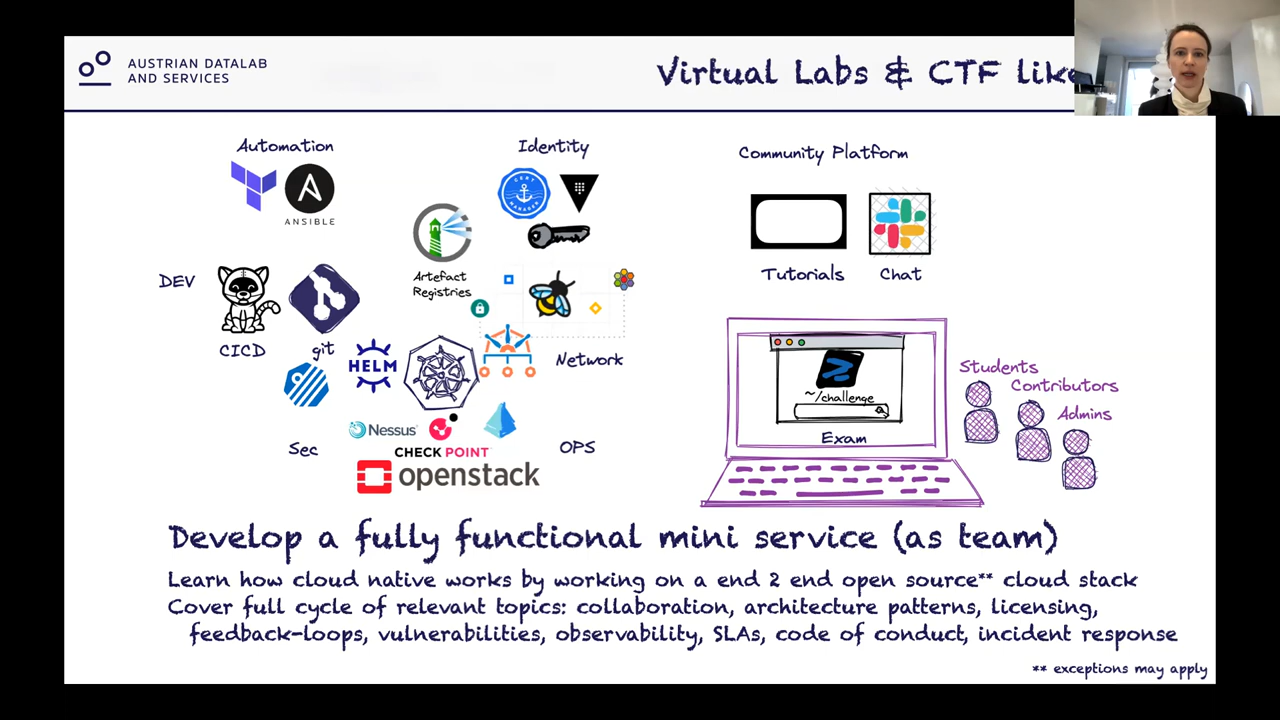 AUSTRIAN DATALAB
AND SERVICES
Virtual Labs & CTF like
Automation
Identity
Community Platform
CERT
MANAGER
ANSIBLE
Artefact
Registries
Tutorials
Chat
DEV
CICD
git
HELM
Network
Students
Contributors
Admins
~/challenge
Exam
Sec
Nessus
CHECK POINT
OPS
openstack
Develop a fully functional mini service (as team)
Learn how cloud native works by working on a end 2 end open source** cloud stack
Cover full cycle of relevant topics: collaboration, architecture patterns, licensing,
feedback-loops, vulnerabilities, observability, SLAs, code of conduct, incident response
** exceptions may apply